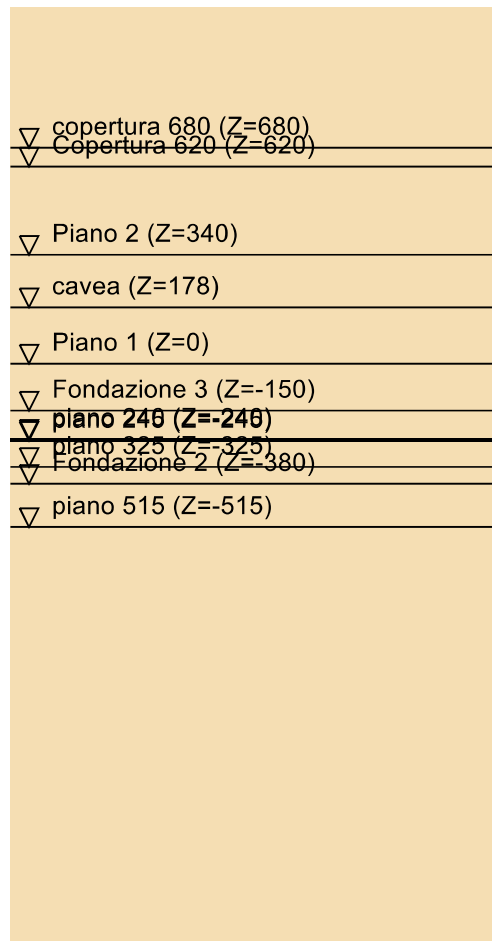 copertura 680 (Z=680)
Copertura 620 (Z=620)
Piano 2 (Z=340)
cavea (Z=178)
Piano 1 (Z=0)
Fondazione 3 (Z=-150)
piano
piano 325 (Z=-325)
Fondazione 2 (Z=-380)
piano 515 (Z=-515)